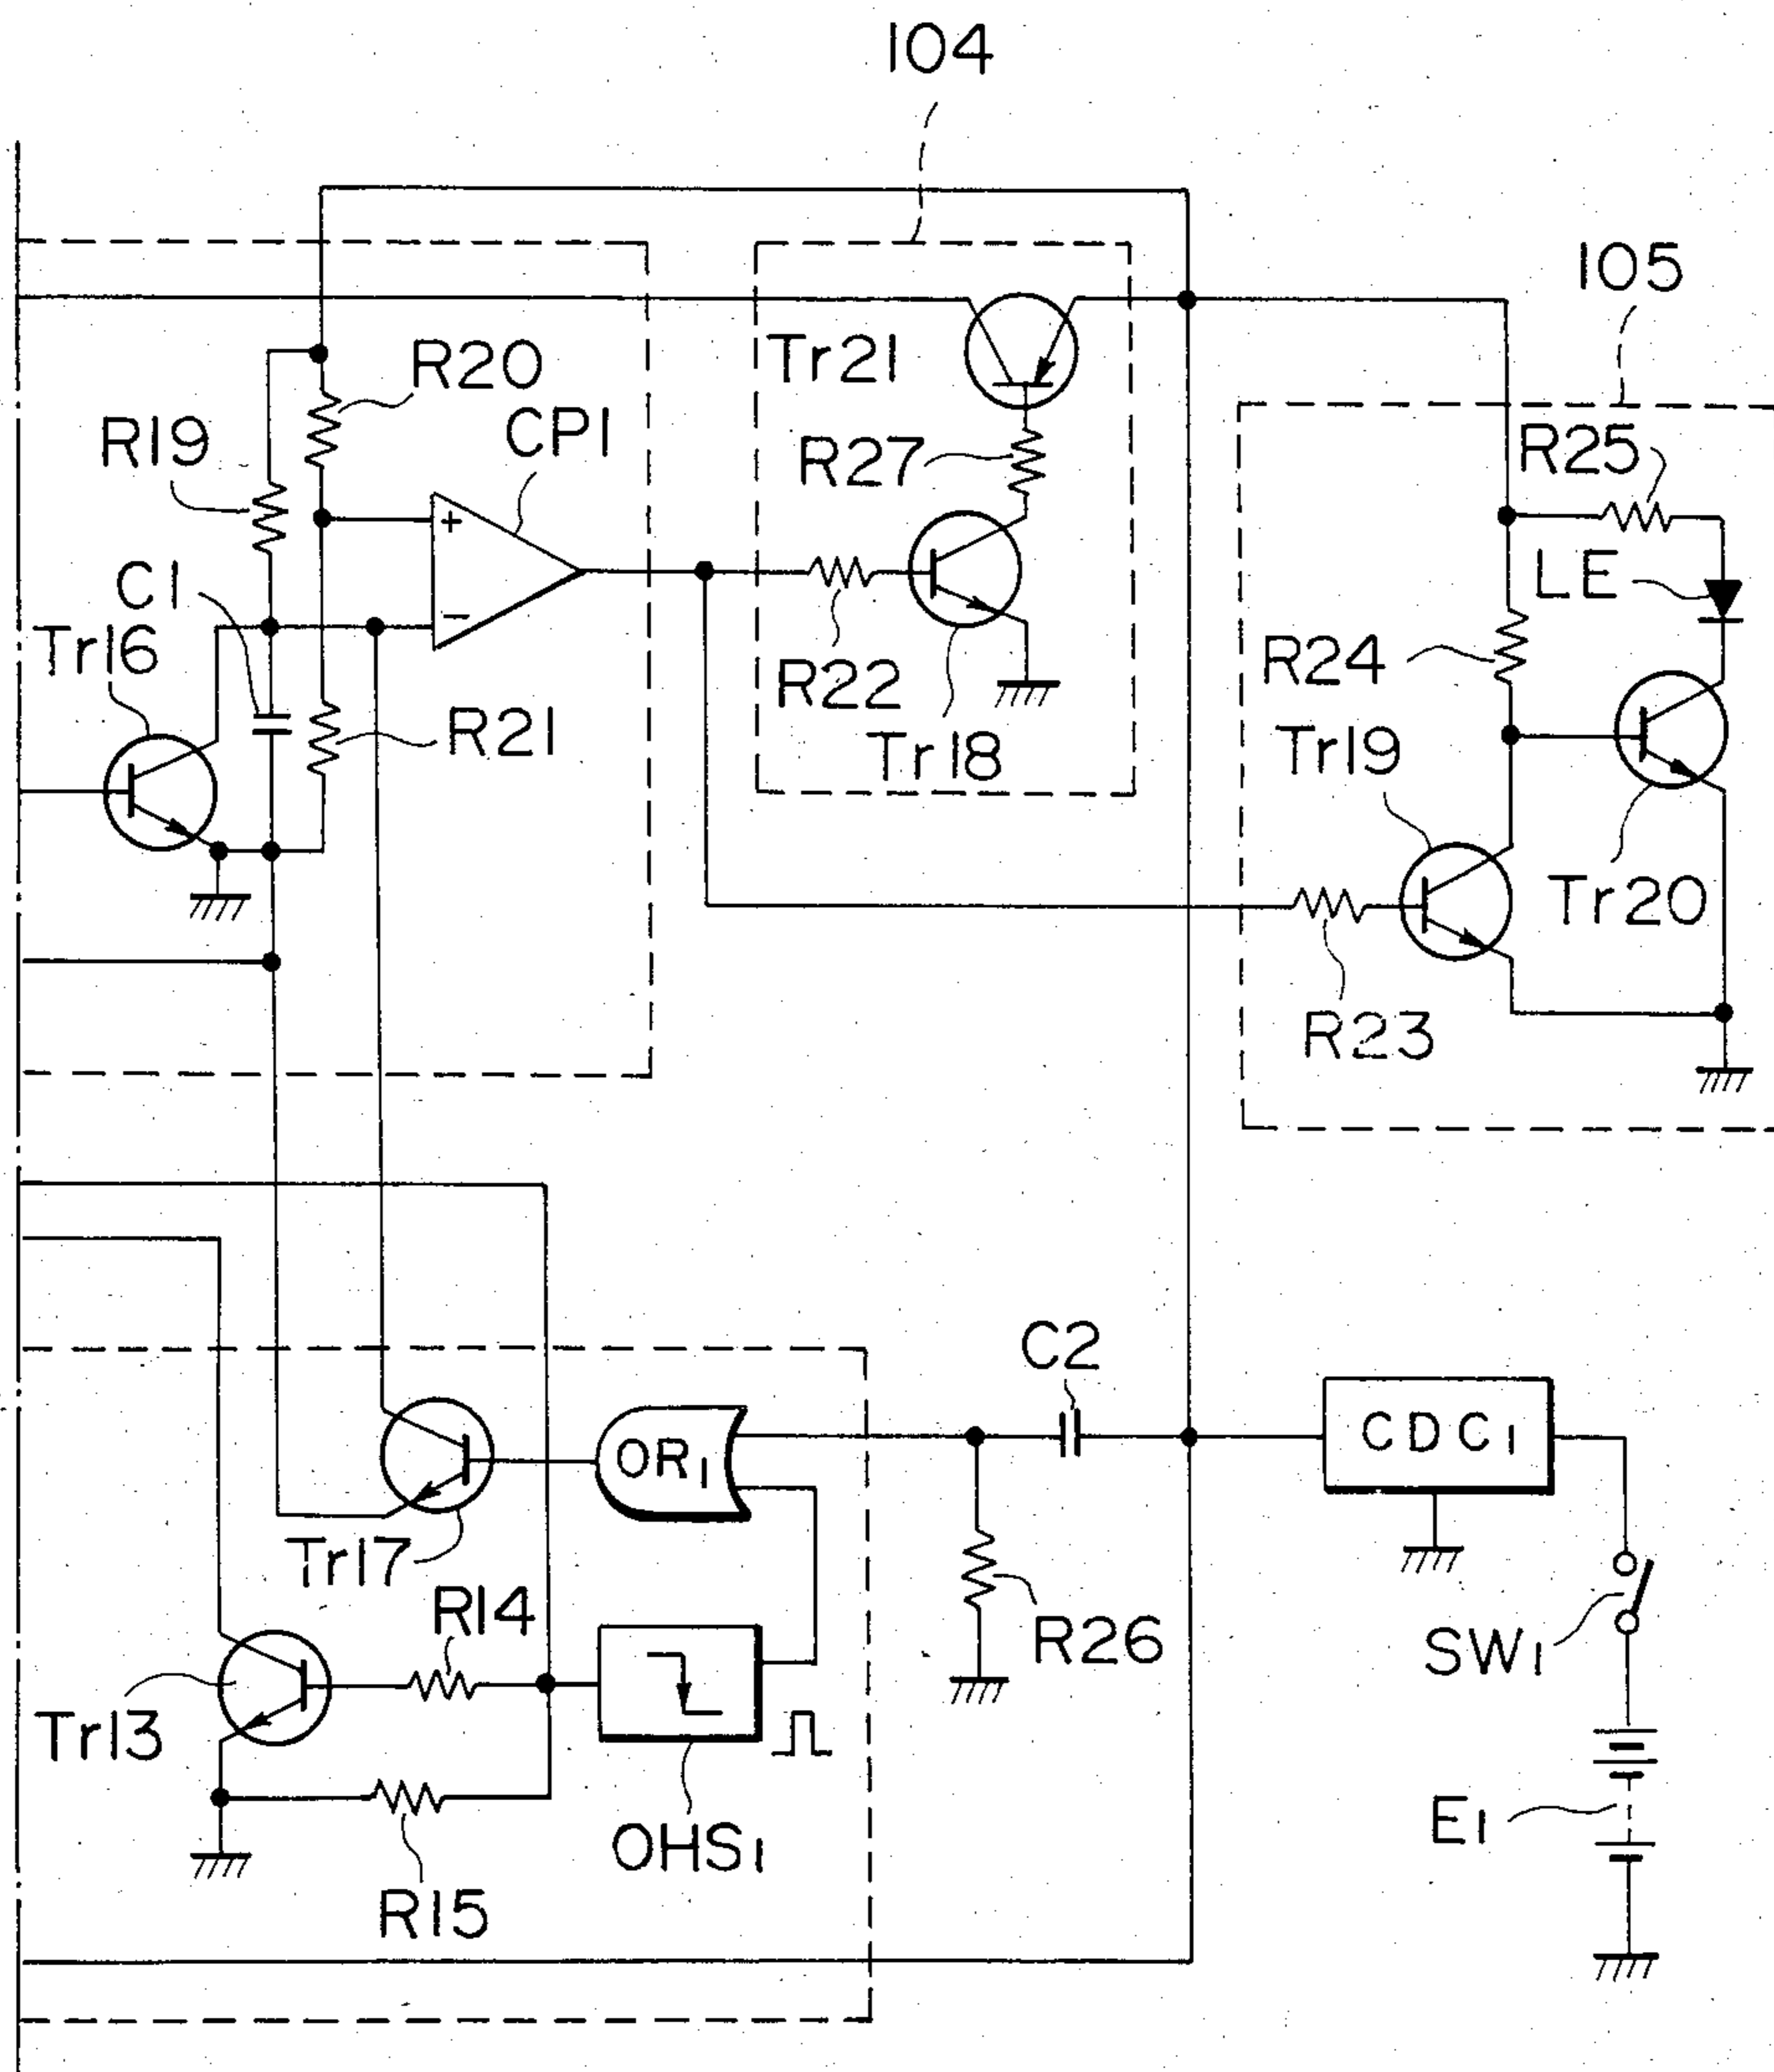 104
105
Tr21
R20
CP1
R19
R27
R25
C1
LE
Tr16
+
−
R24
R22
R21
Tr18
Tr19
Tr20
R23
C2
CDC1
OR1
Tr17
R14
R26
SW1
Tr13
E1
OHS1
R15